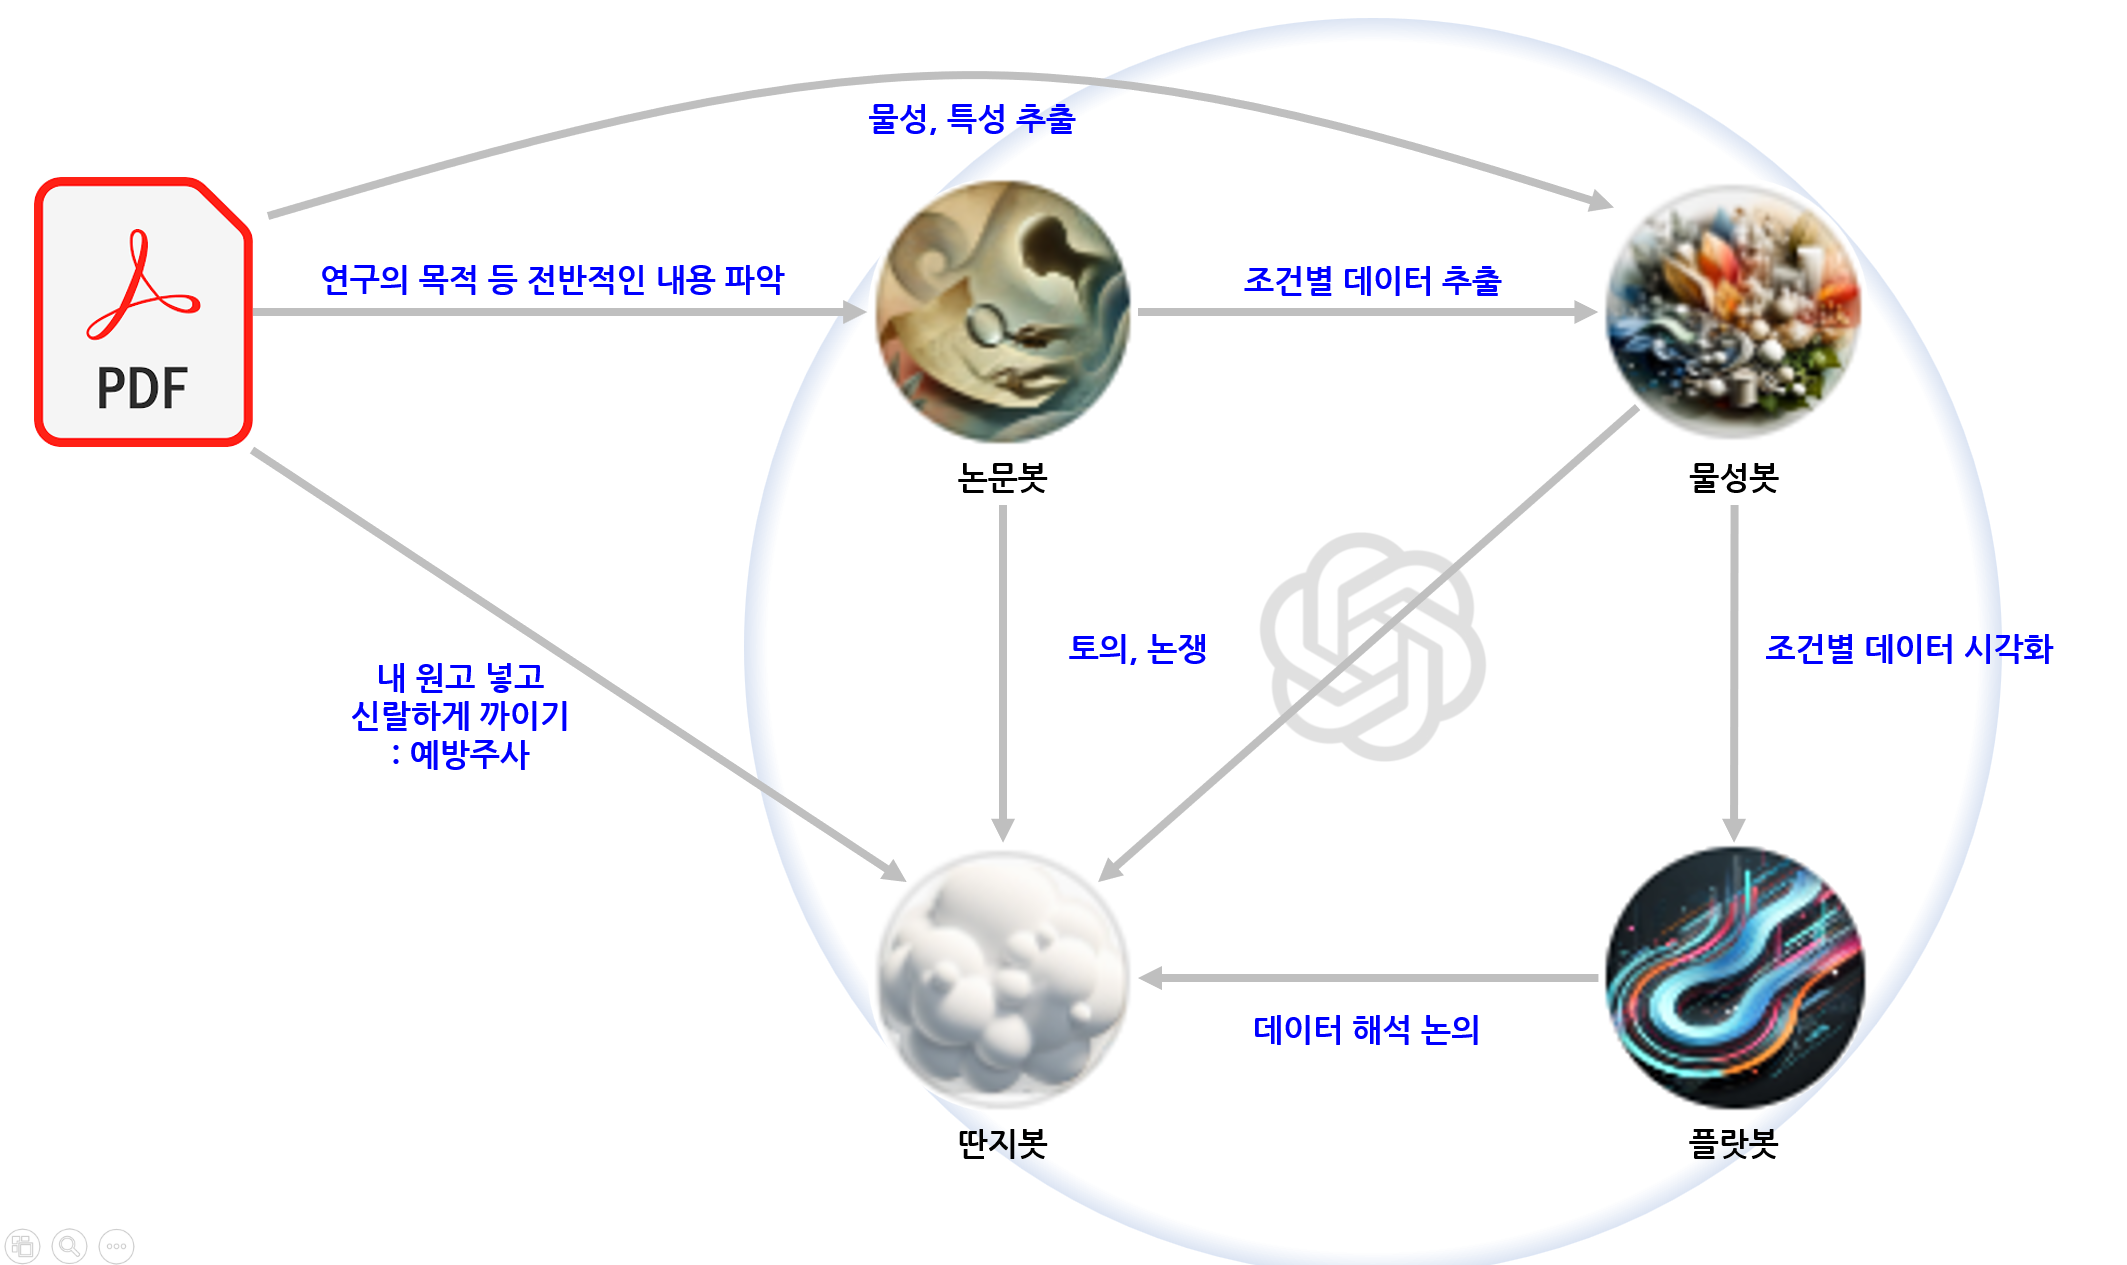 물성, 특성 추출
연구의 목적 등 전반적인 내용 파악
조건별 데이터 추출
PDF
논문봇
물성봇
토의, 논쟁
조건별 데이터 시각화
내 원고 넣고
신랄하게 까이기
: 예방주사
데이터 해석 논의
딴지봇
플랏봇